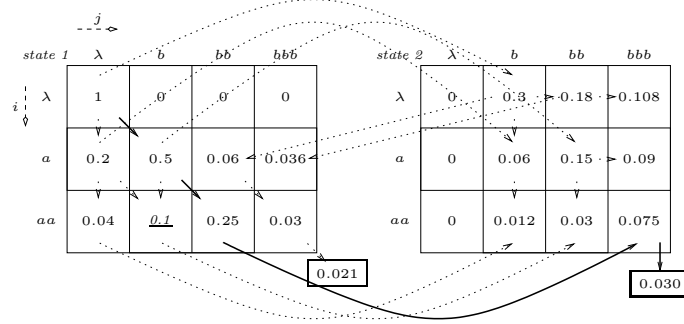 j
state 1 λ b bb bbb state 2 λ b bb bbb
i λ 1 0 0 0 λ 0 0.3 0.18 0.108
a 0.2 0.5 0.06 0.036 a 0 0.06 0.15 0.09
aa 0.04 0.1 0.25 0.03 aa 0 0.012 0.03 0.075
0.021 0.030